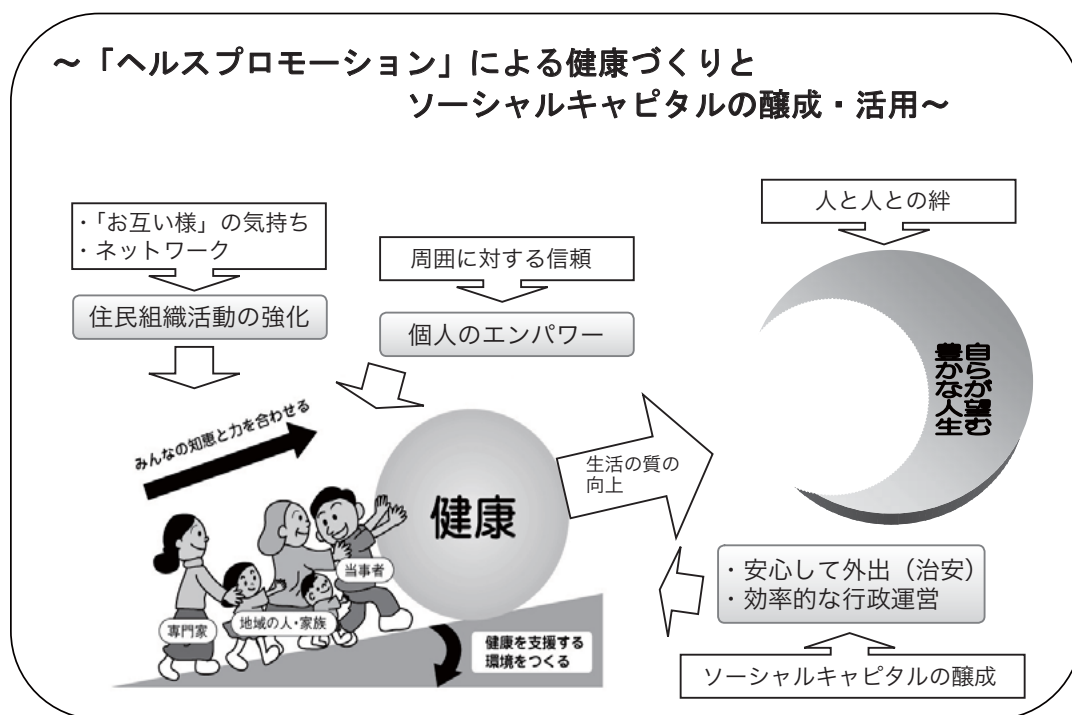 ～「ヘルスプロモーション」による健康づくりと
ソーシャルキャピタルの醸成・活用～
・「お互い様」の気持ち
・ネットワーク
住民組織活動の強化
周囲に対する信頼
個人のエンパワー
人と人との絆
自らが望む
豊かな人生
みんなの知恵と力を合わせる
健康
生活の質の
向上
当事者
地域の人・家族
専門家
健康を支援する
環境をつくる
・安心して外出（治安）
・効率的な行政運営
ソーシャルキャピタルの醸成